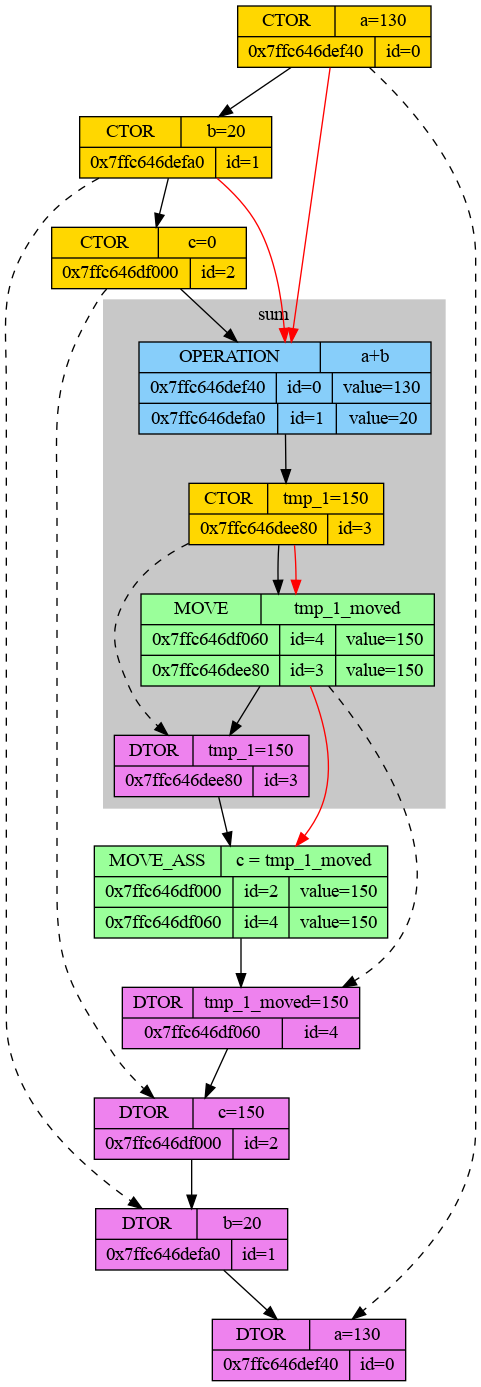 CTOR a=130
0x7ffc646def40 id=0
CTOR b=20
0x7ffc646defa0 id=1
CTOR c=0
0x7ffc646df000 id=2
sum
OPERATION a+b
0x7ffc646def40 id=0 value=130
0x7ffc646defa0 id=1 value=20
CTOR tmp_1=150
0x7ffc646dee80 id=3
MOVE tmp_1_moved
0x7ffc646df060 id=4 value=150
0x7ffc646dee80 id=3 value=150
DTOR tmp_1=150
0x7ffc646dee80 id=3
MOVE_ASS c = tmp_1_moved
0x7ffc646df000 id=2 value=150
0x7ffc646df060 id=4 value=150
DTOR tmp_1_moved=150
0x7ffc646df060 id=4
DTOR c=150
0x7ffc646df000 id=2
DTOR b=20
0x7ffc646defa0 id=1
DTOR a=130
0x7ffc646def40 id=0